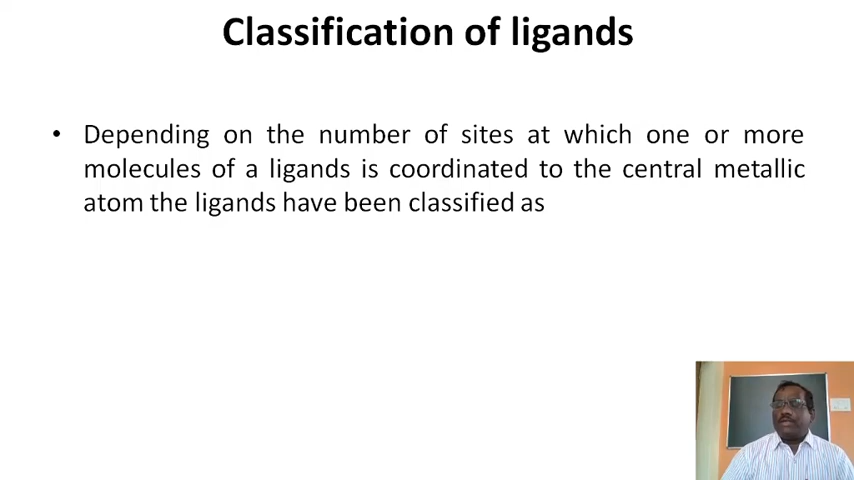 Classification of ligands
• Depending on the number of sites at which one or more
molecules of a ligands is coordinated to the central metallic
atom the ligands have been classified as